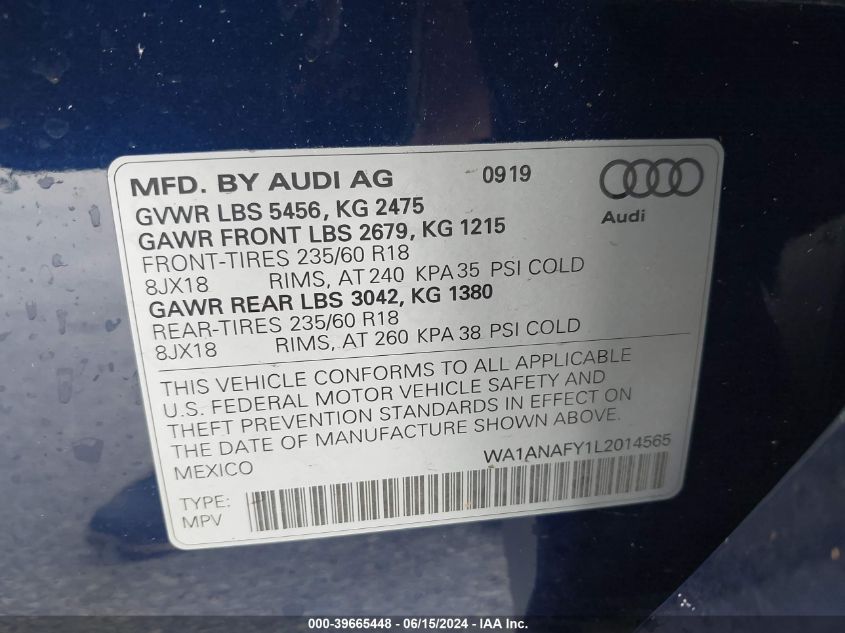 MFD. BY AUDI AG 0919
Audi
GVWR LBS 5456, KG 2475
GAWR FRONT LBS 2679, KG 1215
FRONT-TIRES 235/60 R18
8JX18 RIMS, AT 240 KPA 35 PSI COLD
GAWR REAR LBS 3042, KG 1380
REAR-TIRES 235/60 R18
8JX18 RIMS, AT 260 KPA 38 PSI COLD
THIS VEHICLE CONFORMS TO ALL APPLICABLE
U.S. FEDERAL MOTOR VEHICLE SAFETY AND
THEFT PREVENTION STANDARDS IN EFFECT ON
THE DATE OF MANUFACTURE SHOWN ABOVE.
MEXICO WA1ANAFY1L2014565
TYPE:
MPV
000-39665448 - 06/15/2024 - IAA Inc.